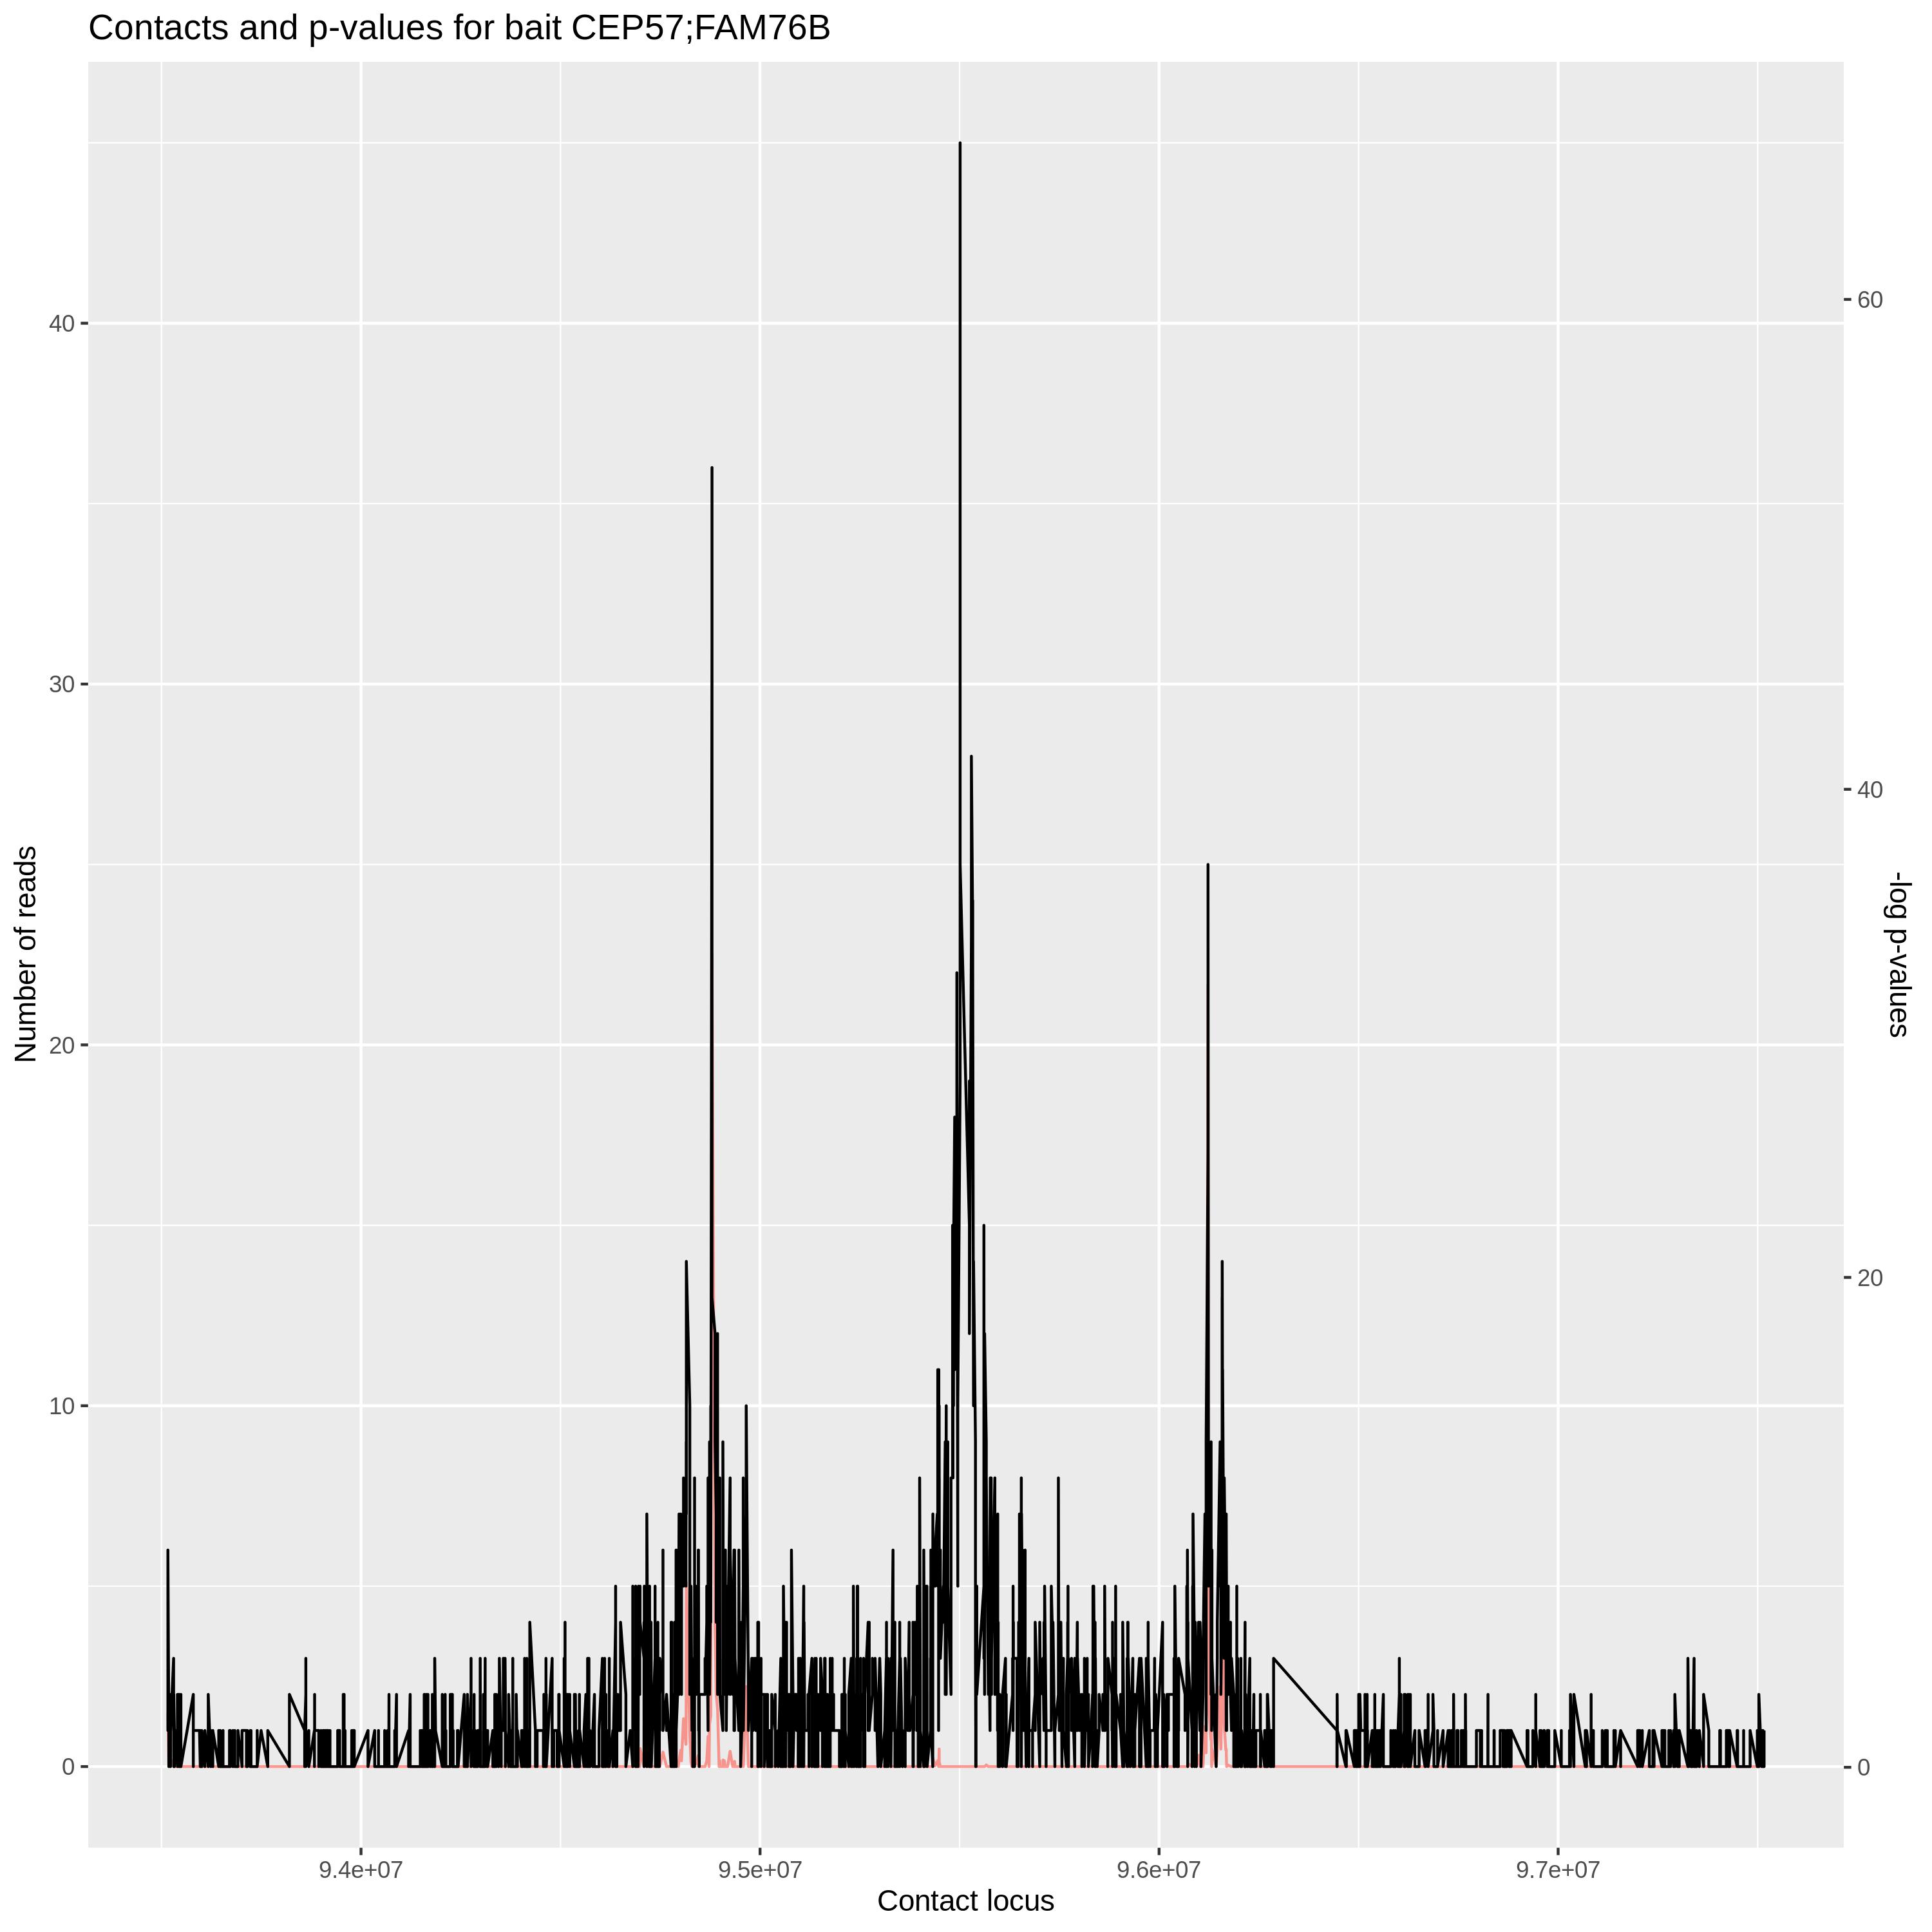 Contacts and p-values for bait CEP57;FAM76B
Number of reads
40
30
20
10
0
60
40
20
0
-log p-values
9.4e+07
9.5e+07
9.6e+07
9.7e+07
Contact locus